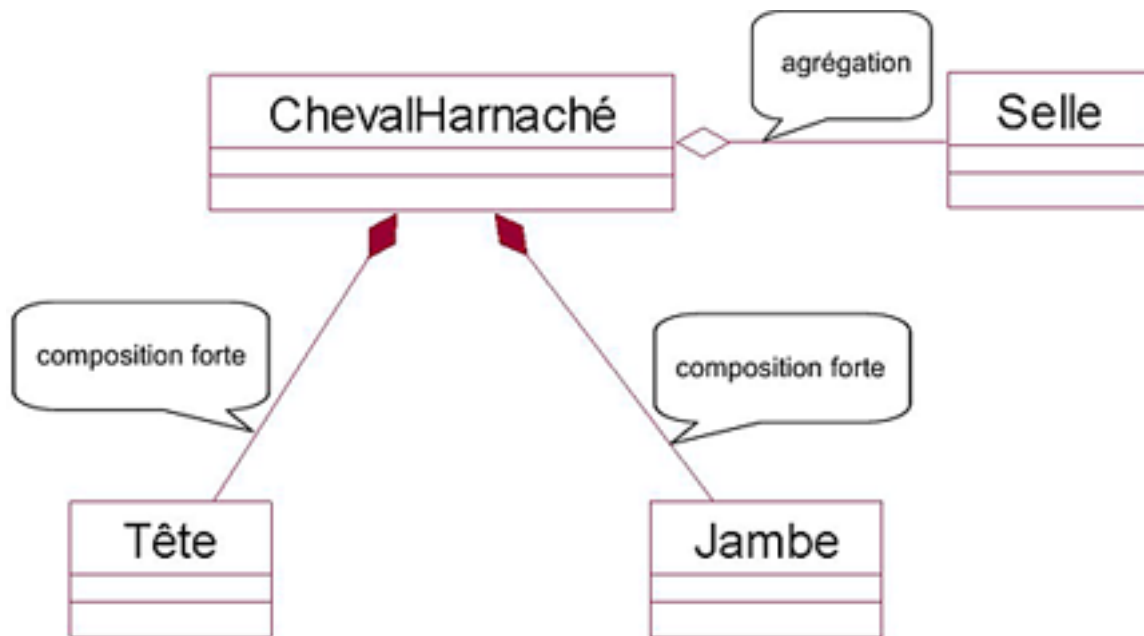 agrégation
ChevalHarnaché
Selle
composition forte
composition forte
Tête
Jambe